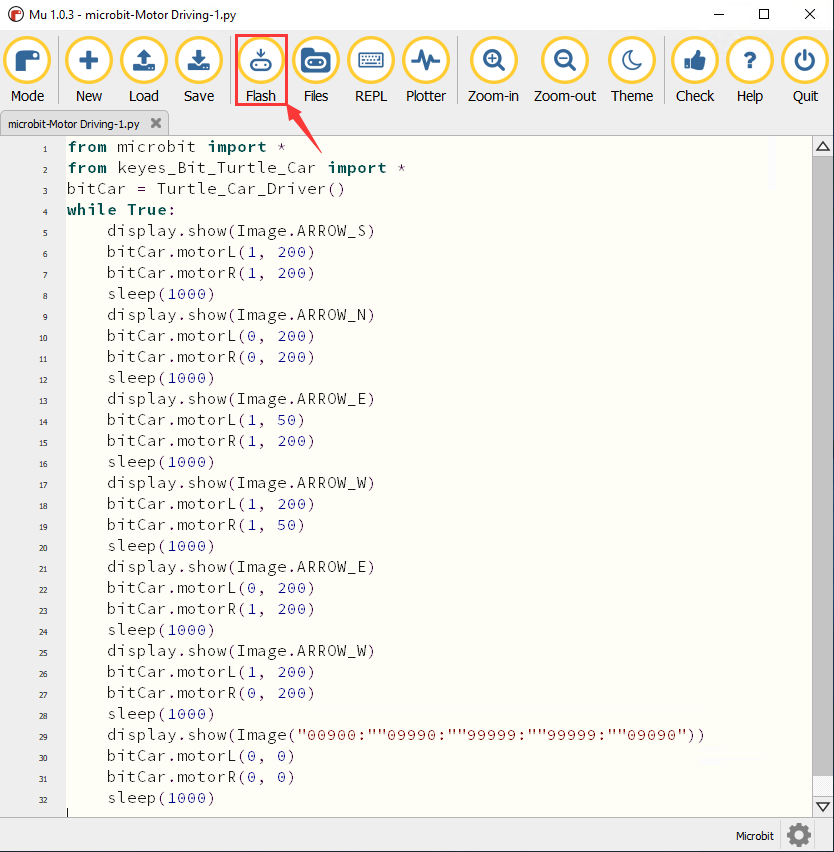 Mu 1.0.3 - microbit-Motor Driving-1.py
Mode New Load Save Flash Files REPL Plotter Zoom-in Zoom-out Theme Check Help Quit
microbit-Motor Driving-1.py
1 from microbit import *
2 from keyes_Bit_Turtle_Car import *
3 bitCar = Turtle_Car_Driver()
4 while True:
5     display.show(Image.ARROW_S)
6     bitCar.motorL(1, 200)
7     bitCar.motorR(1, 200)
8     sleep(1000)
9     display.show(Image.ARROW_N)
10     bitCar.motorL(0, 200)
11     bitCar.motorR(0, 200)
12     sleep(1000)
13     display.show(Image.ARROW_E)
14     bitCar.motorL(1, 50)
15     bitCar.motorR(1, 200)
16     sleep(1000)
17     display.show(Image.ARROW_W)
18     bitCar.motorL(1, 200)
19     bitCar.motorR(1, 50)
20     sleep(1000)
21     display.show(Image.ARROW_E)
22     bitCar.motorL(0, 200)
23     bitCar.motorR(1, 200)
24     sleep(1000)
25     display.show(Image.ARROW_W)
26     bitCar.motorL(1, 200)
27     bitCar.motorR(0, 200)
28     sleep(1000)
29     display.show(Image("00900:""09990:""99999:""99999:""09090"))
30     bitCar.motorL(0, 0)
31     bitCar.motorR(0, 0)
32     sleep(1000)
Microbit